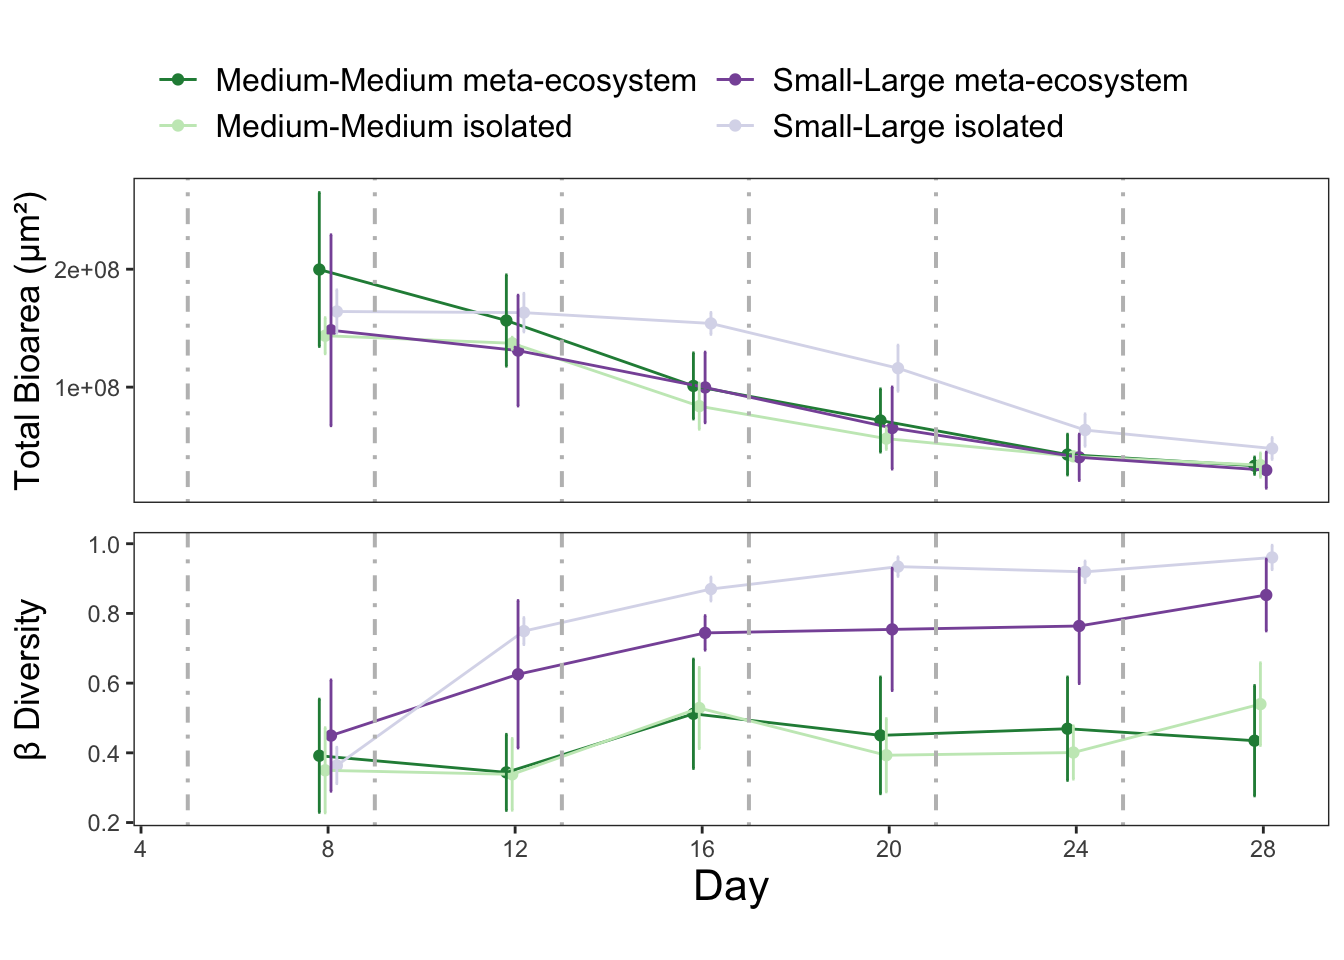 Medium-Medium meta-ecosystem Small-Large meta-ecosystem
Medium-Medium isolated Small-Large isolated
Total Bioarea (μm²)
2e+08
1e+08
β Diversity
1.0
0.8
0.6
0.4
0.2
4 8 12 16 20 24 28
Day